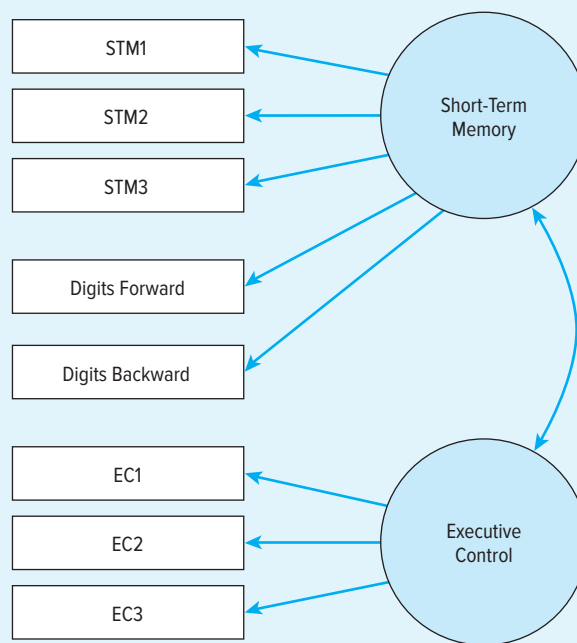 STM1
STM2
STM3
Digits Forward
Digits Backward
EC1
EC2
EC3
Short-Term
Memory
Executive
Control